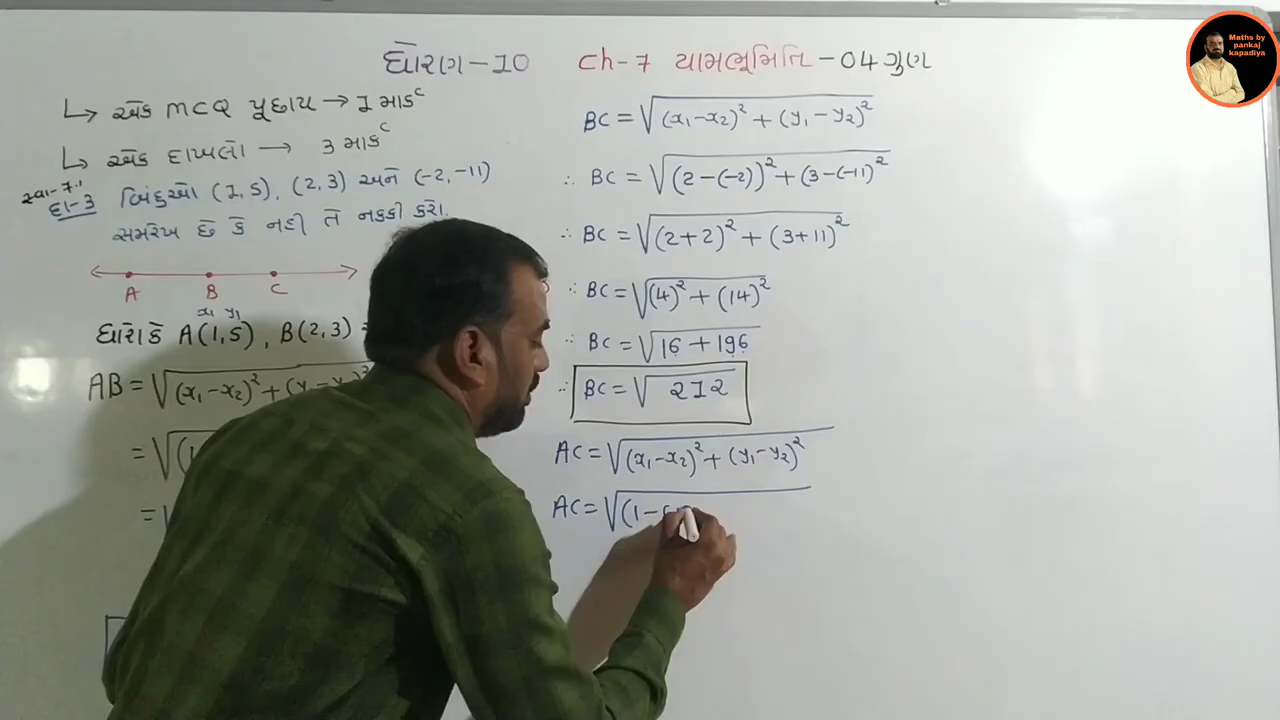 Maths by
pankaj
kapadiya
ધોરણ-10 Ch-7 યામભૂમિતિ-04 ગુણ
↳ એક MCQ પૂછાય → 1 માર્ક
↳ એક દાખલો → 3 માર્ક
સ્વા-7.1
દા-3 બિંદુઓ (1,5), (2,3) અને (-2,-11)
સમરેખ છે કે નહીં તે નક્કી કરો.
A B C
x₁ y₁
ધારોકે A(1,5), B(2,3)
AB = √(x₁-x₂)²+(y
= √(1
= √
BC = √(x₁-x₂)² + (y₁-y₂)²
∴ BC = √(2-(-2))²+(3-(-11)²
∴ BC = √(2+2)² + (3+11)²
∴ BC = √(4)² + (14)²
∴ BC = √16 + 196
∴ BC = √212
AC = √(x₁-x₂)² + (y₁-y₂)²
AC = √(1-(